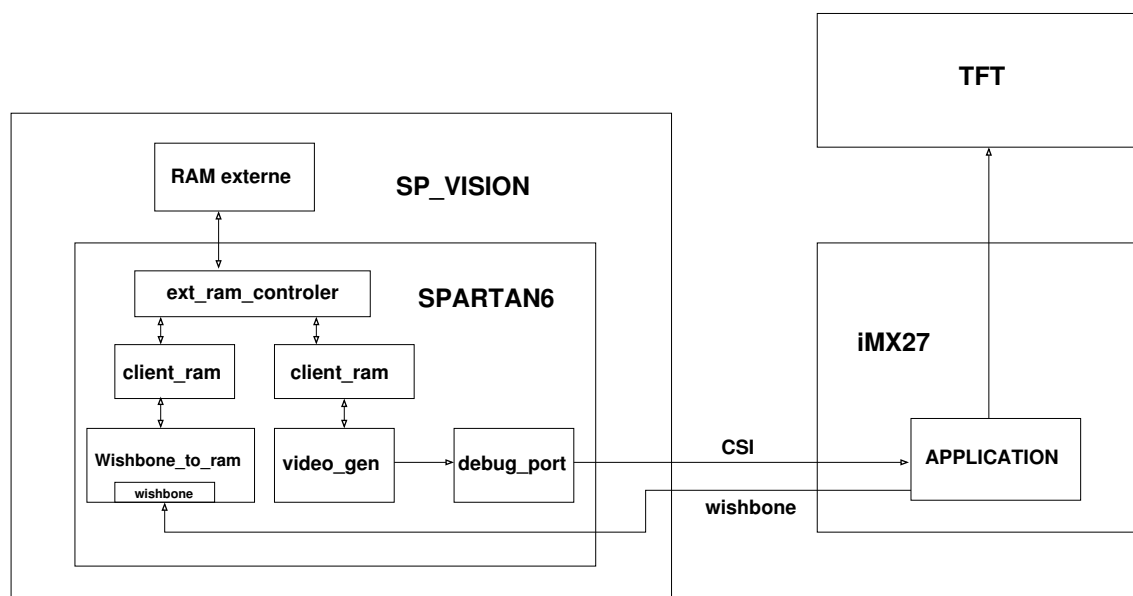 TFT
RAM externe
SP_VISION
ext_ram_controler
SPARTAN6
iMX27
client_ram
client_ram
Wishbone_to_ram
wishbone
video_gen
debug_port
CSI
wishbone
APPLICATION